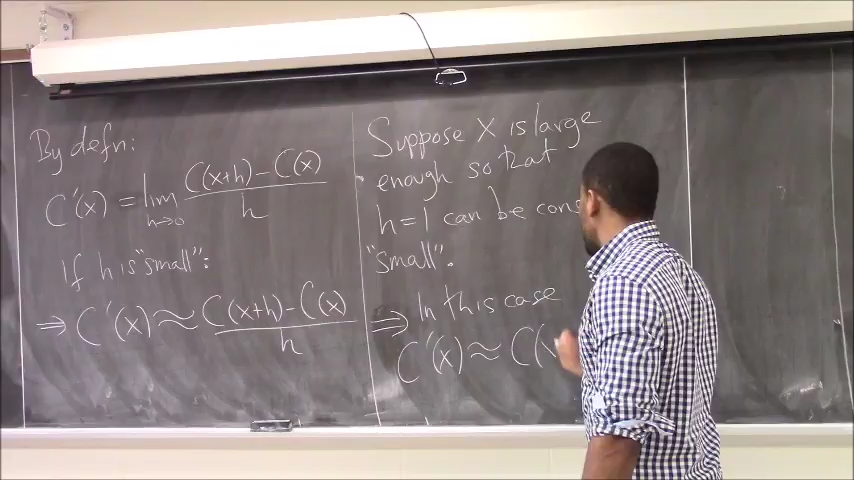 By defn:
C'(x) = lim h→0 (C(x+h) - C(x)) / h
If h is "small":
⇒ C'(x) ≈ (C(x+h) - C(x)) / h
Suppose X is large
enough so that
h = 1 can be
"small".
⇒ In this case
C'(x) ≈ C(